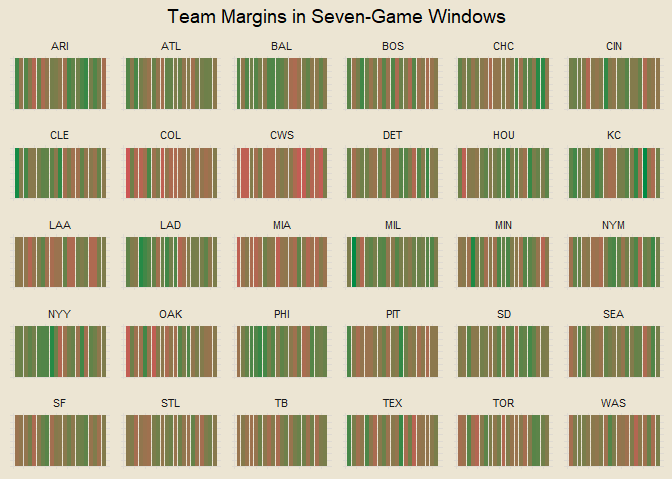 Team Margins in Seven-Game Windows
ARI ATL BAL BOS CHC CIN
CLE COL CWS DET HOU KC
LAA LAD MIA MIL MIN NYM
NYY OAK PHI PIT SD SEA
SF STL TB TEX TOR WAS